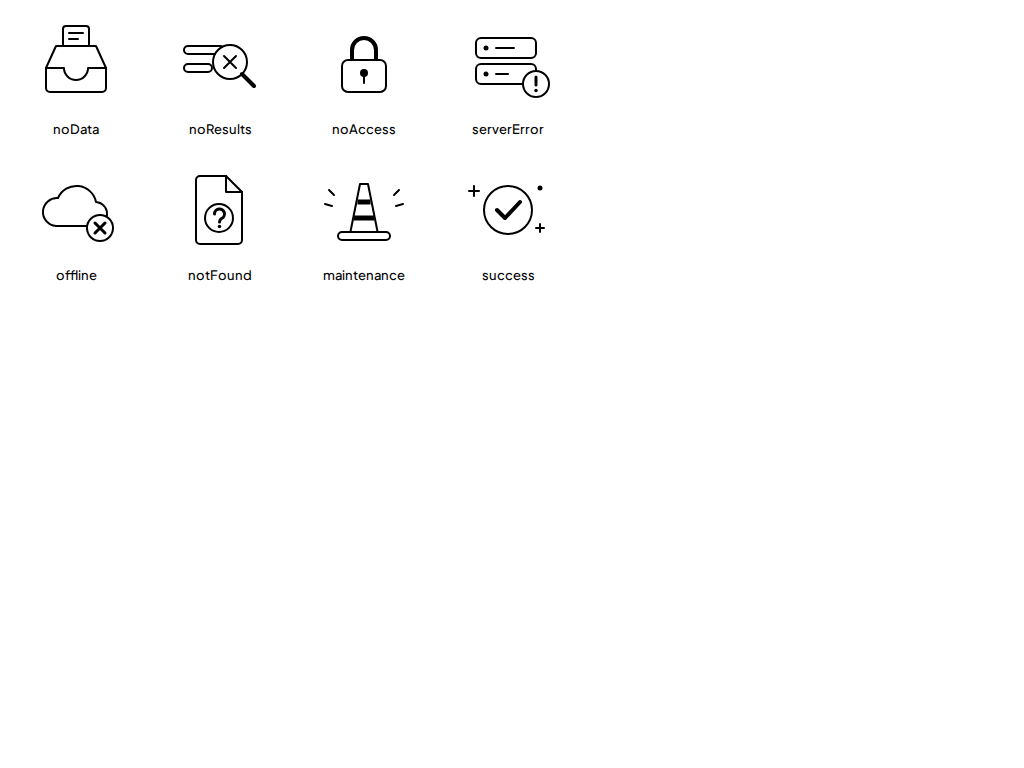 noData
noResults
noAccess
serverError
offline
notFound
maintenance
success